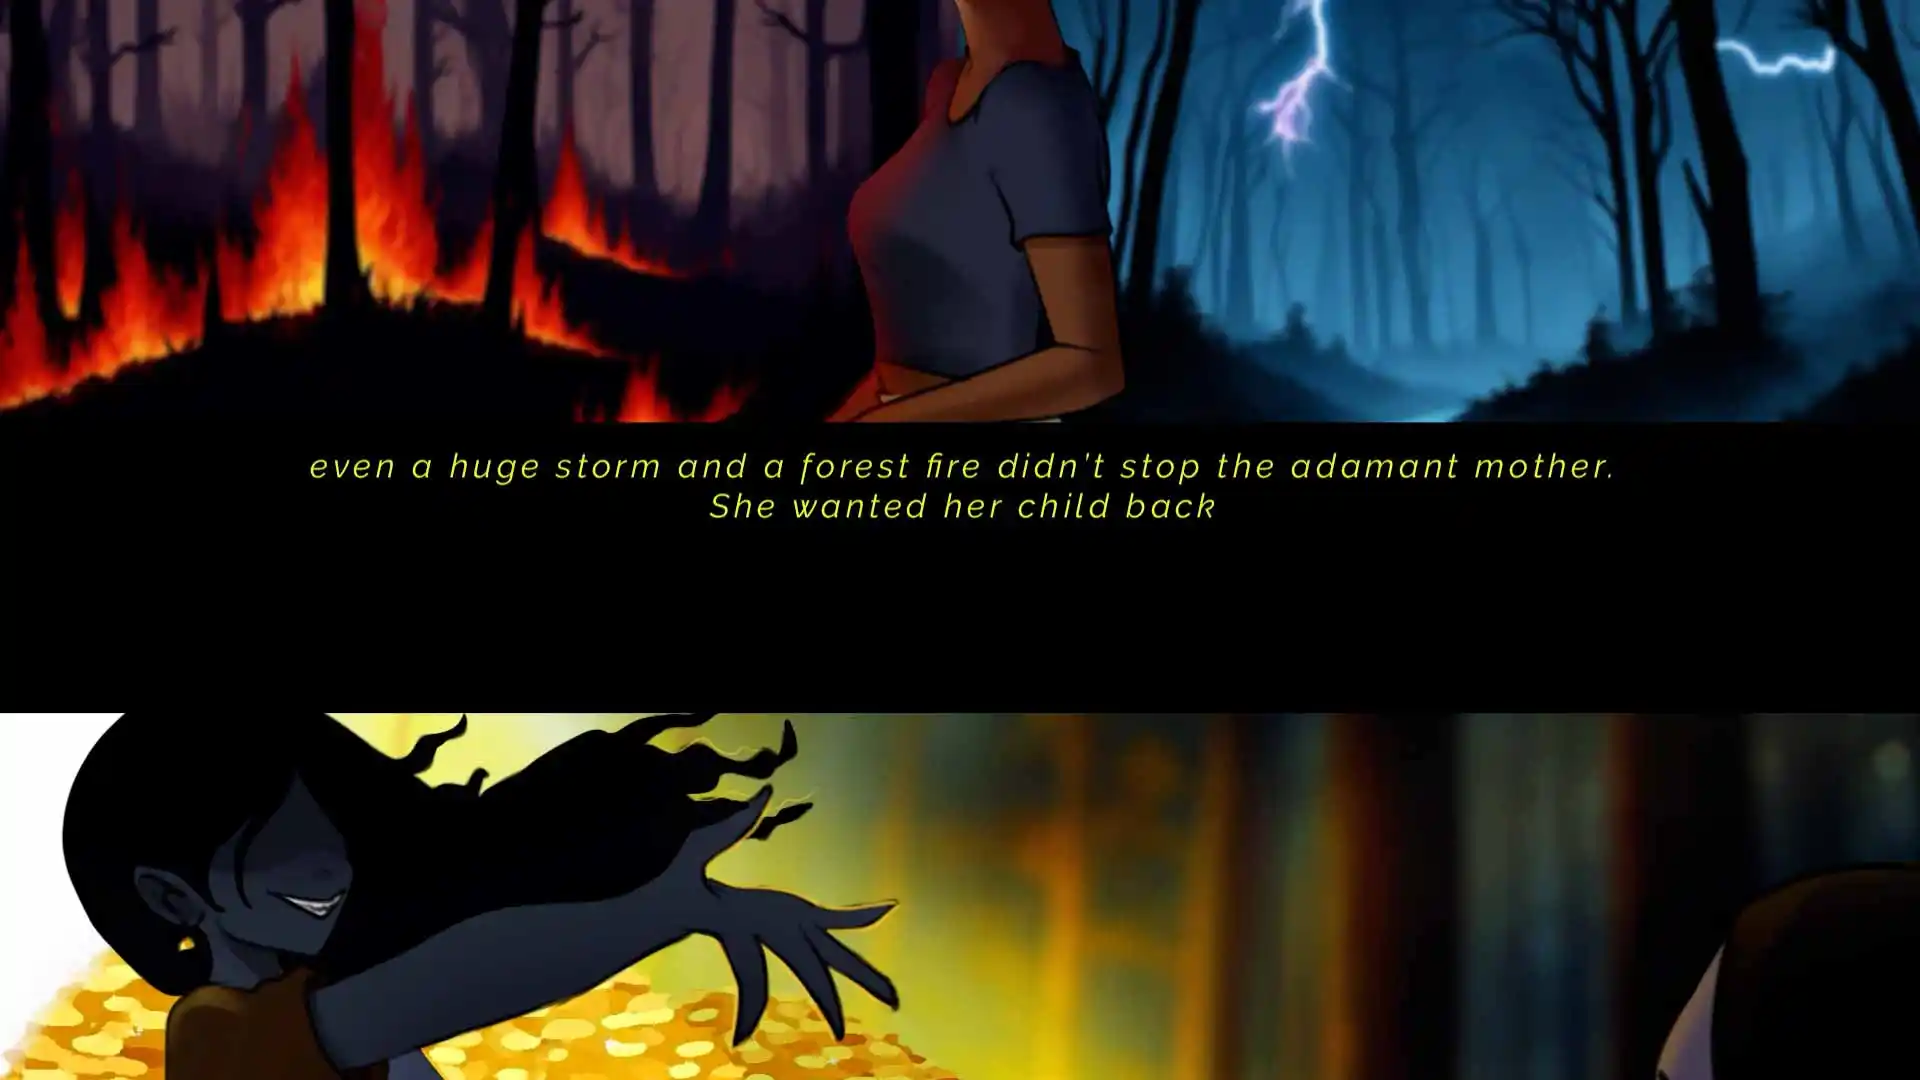 even a huge storm and a forest fire didn't stop the adamant mother.
She wanted her child back